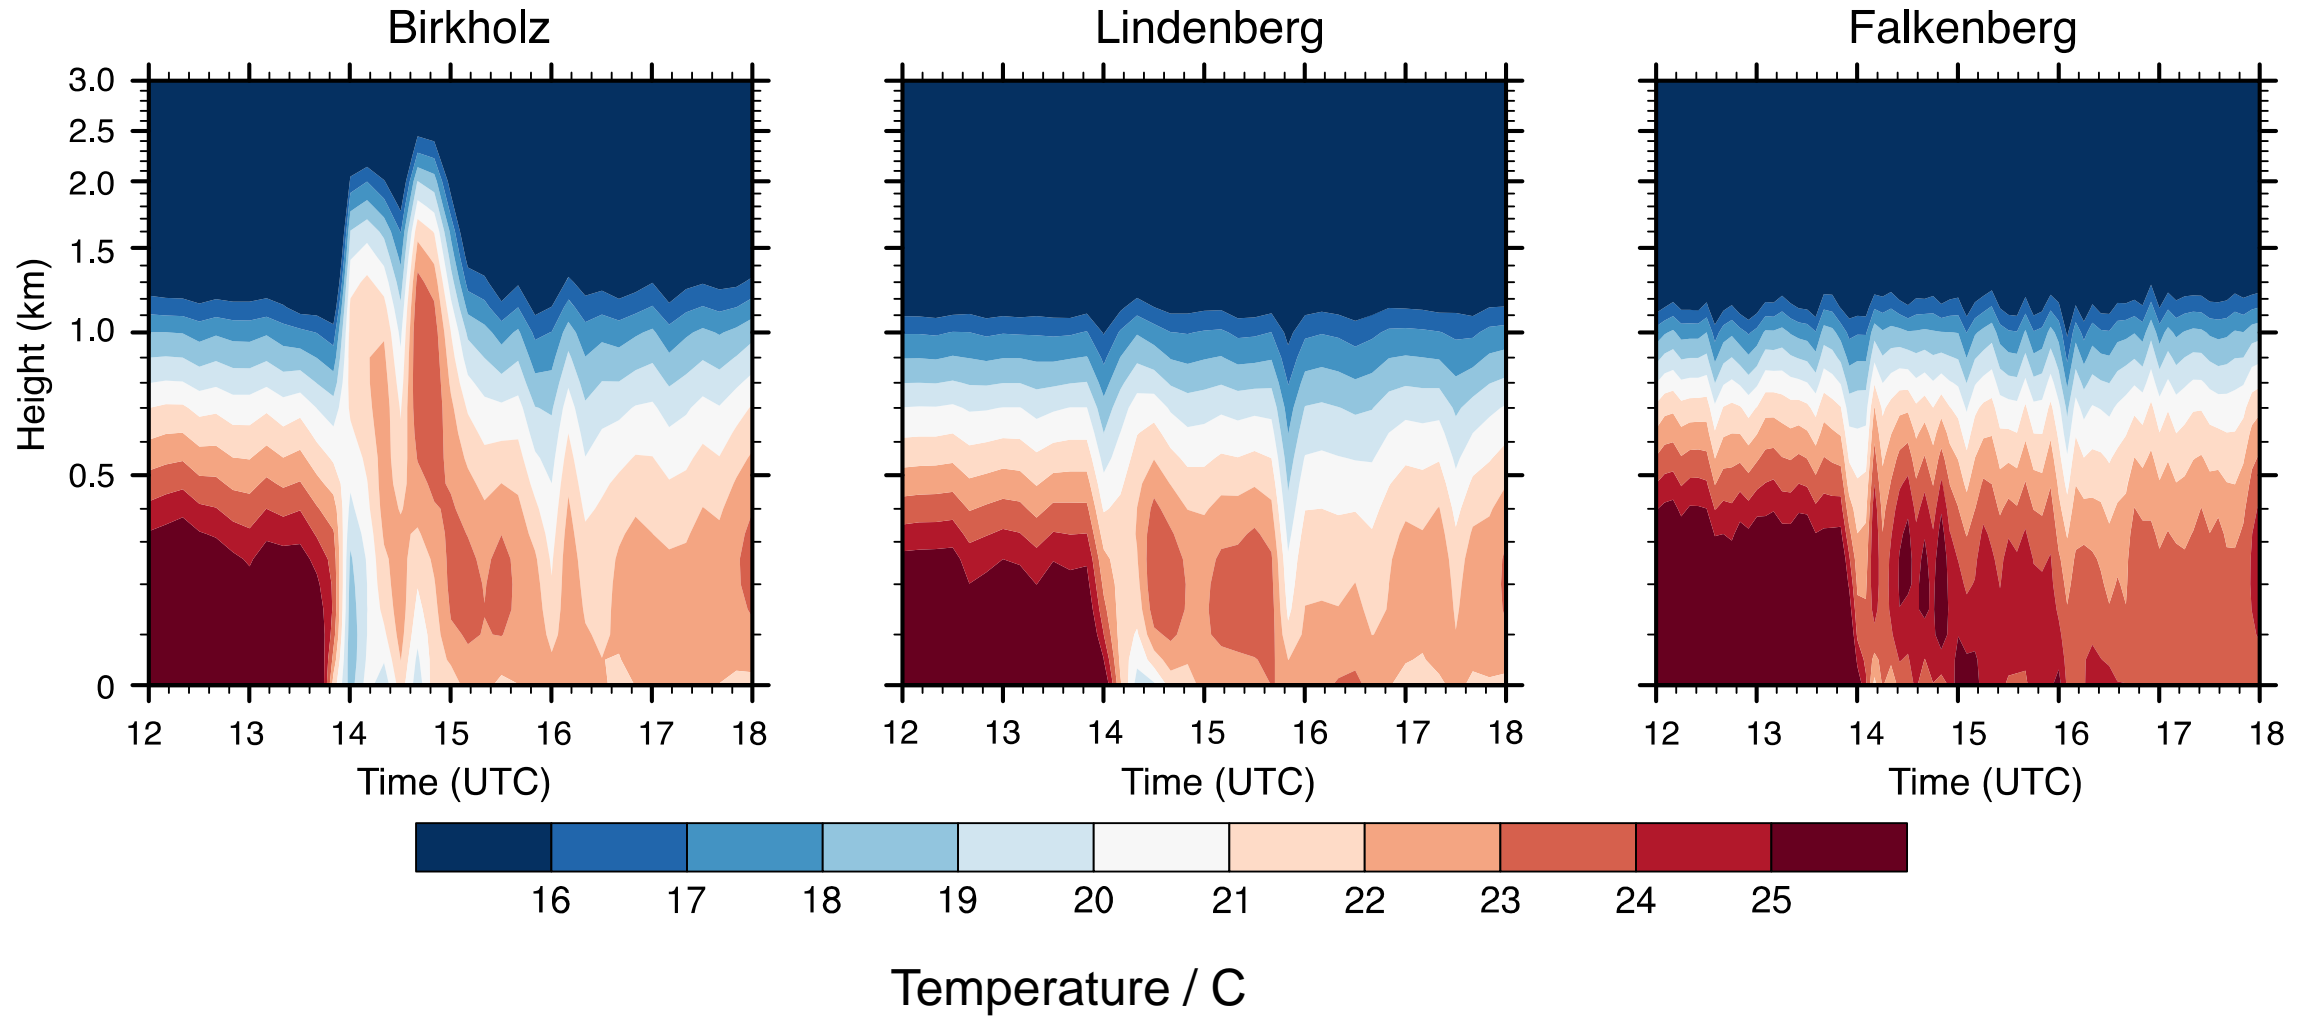 Birkholz Lindenberg Falkenberg
3.0
2.5
2.0
1.5
1.0
0.5
0
Height (km)
12 13 14 15 16 17 18 12 13 14 15 16 17 18 12 13 14 15 16 17 18
Time (UTC) Time (UTC) Time (UTC)
16 17 18 19 20 21 22 23 24 25
Temperature / C